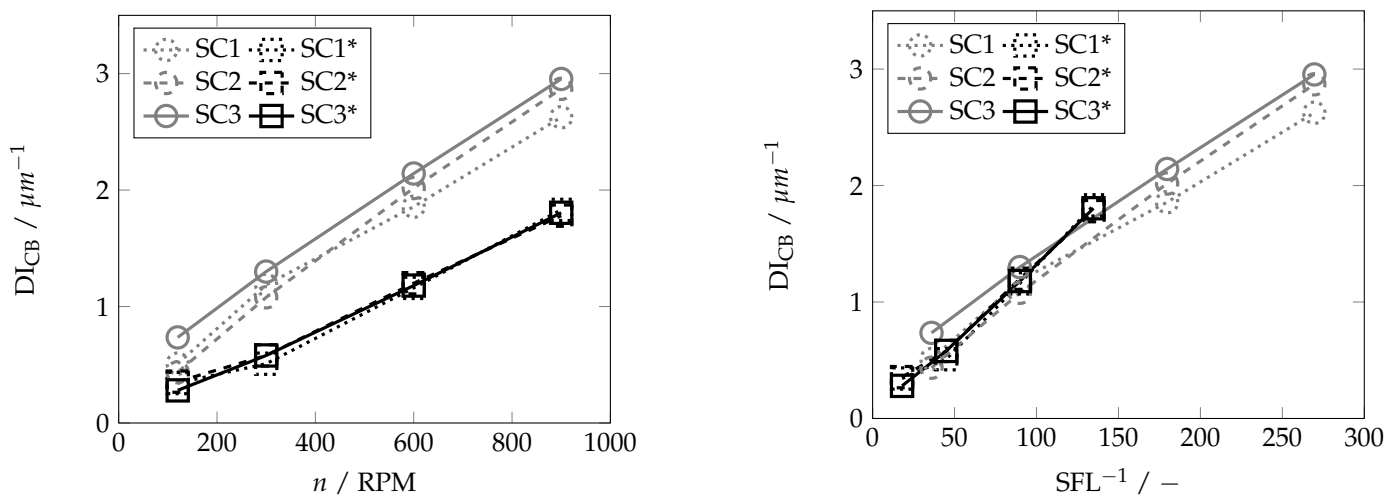 3
2
1
0
DI_CB / μm⁻¹
SC1 SC1*
SC2 SC2*
SC3 SC3*
0 200 400 600 800 1000
n / RPM
3
2
1
0
DI_CB / μm⁻¹
SC1 SC1*
SC2 SC2*
SC3 SC3*
0 50 100 150 200 250 300
SFL⁻¹ / −